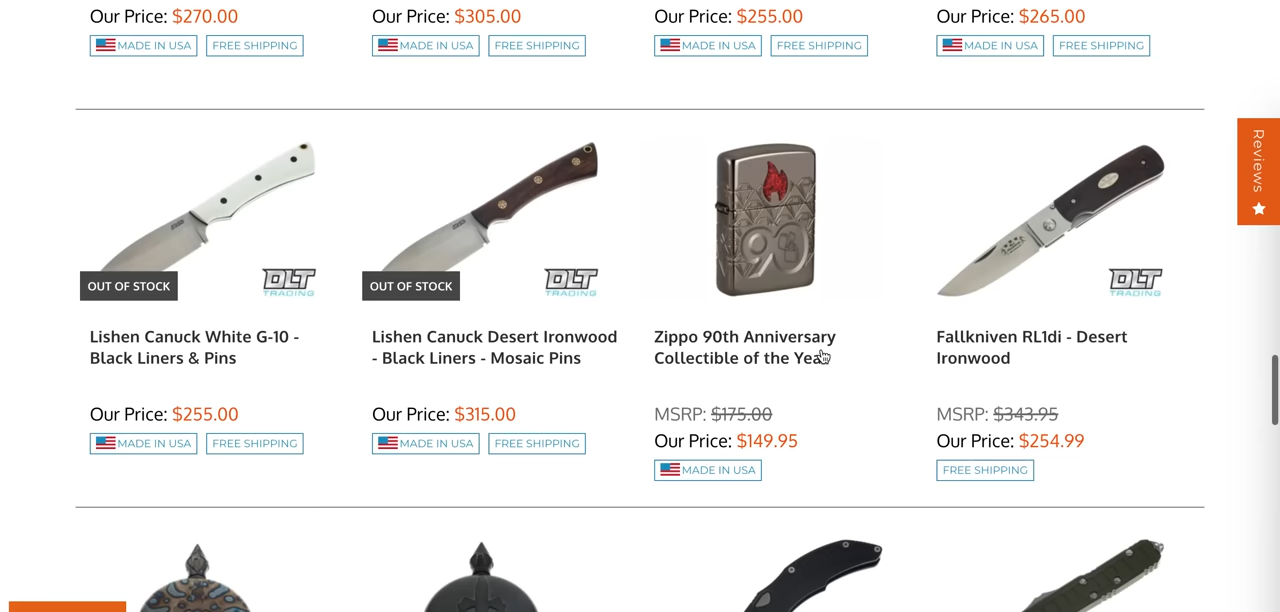 Our Price: $270.00
Our Price: $305.00
Our Price: $255.00
Our Price: $265.00
MADE IN USA FREE SHIPPING
MADE IN USA FREE SHIPPING
MADE IN USA FREE SHIPPING
MADE IN USA FREE SHIPPING
Reviews
OUT OF STOCK
DLT
TRADING
OUT OF STOCK
DLT
TRADING
90
DLT
TRADING
Lishen Canuck White G-10 -
Black Liners & Pins
Our Price: $255.00
MADE IN USA FREE SHIPPING
Lishen Canuck Desert Ironwood
- Black Liners - Mosaic Pins
Our Price: $315.00
MADE IN USA FREE SHIPPING
Zippo 90th Anniversary
Collectible of the Year
MSRP: $175.00
Our Price: $149.95
MADE IN USA
Fallkniven RL1di - Desert
Ironwood
MSRP: $343.95
Our Price: $254.99
FREE SHIPPING